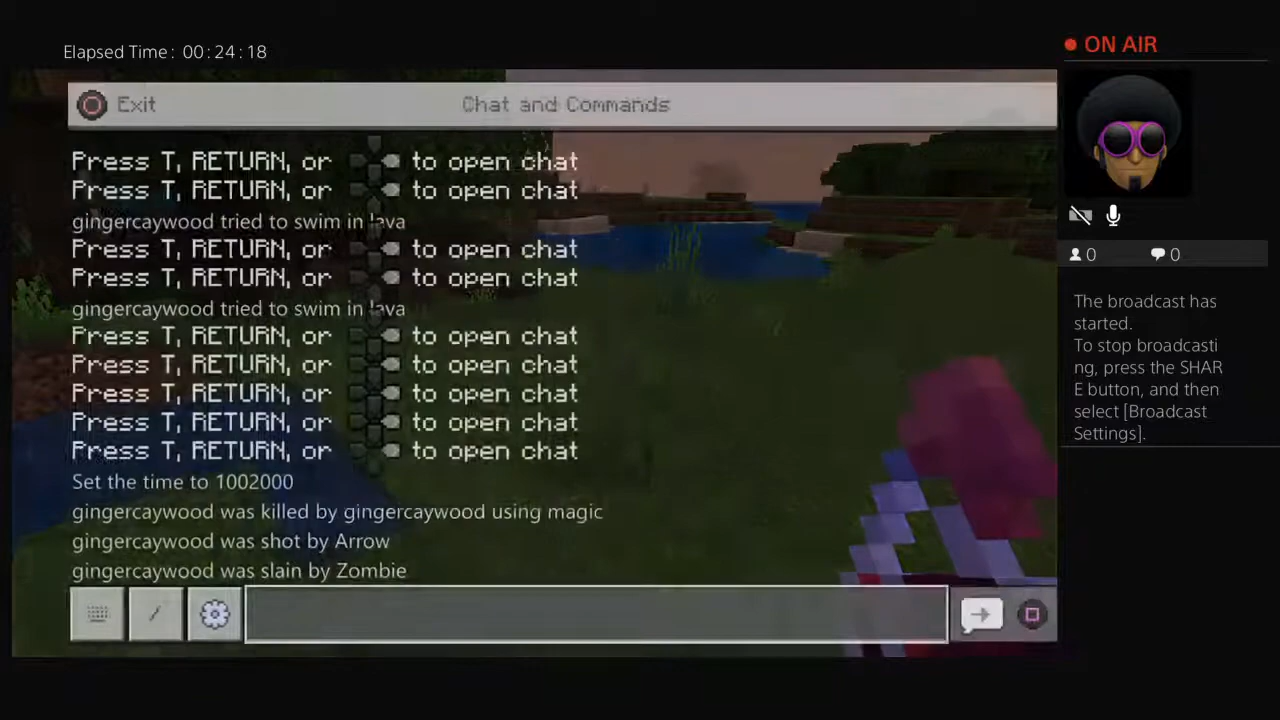 Elapsed Time: 00:24:18
ON AIR
Exit
Chat and Commands
Press T, RETURN, or to open chat
Press T, RETURN, or to open chat
gingercaywood tried to swim in lava
Press T, RETURN, or to open chat
Press T, RETURN, or to open chat
gingercaywood tried to swim in lava
Press T, RETURN, or to open chat
Press T, RETURN, or to open chat
Press T, RETURN, or to open chat
Press T, RETURN, or to open chat
Press T, RETURN, or to open chat
Set the time to 1002000
gingercaywood was killed by gingercaywood using magic
gingercaywood was shot by Arrow
gingercaywood was slain by Zombie
/
0
0
The broadcast has
started.
To stop broadcasti
ng, press the SHAR
E button, and then
select [Broadcast
Settings].